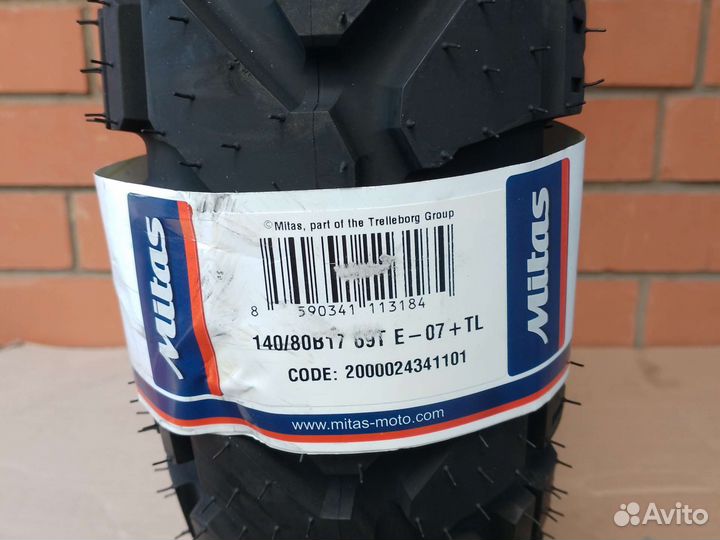 © Mitas, part of the Trelleborg Group
Mitas
Mitas
8 590341 113184
140/80B17 69T E-07+TL
CODE: 2000024341101
www.mitas-moto.com
Avito